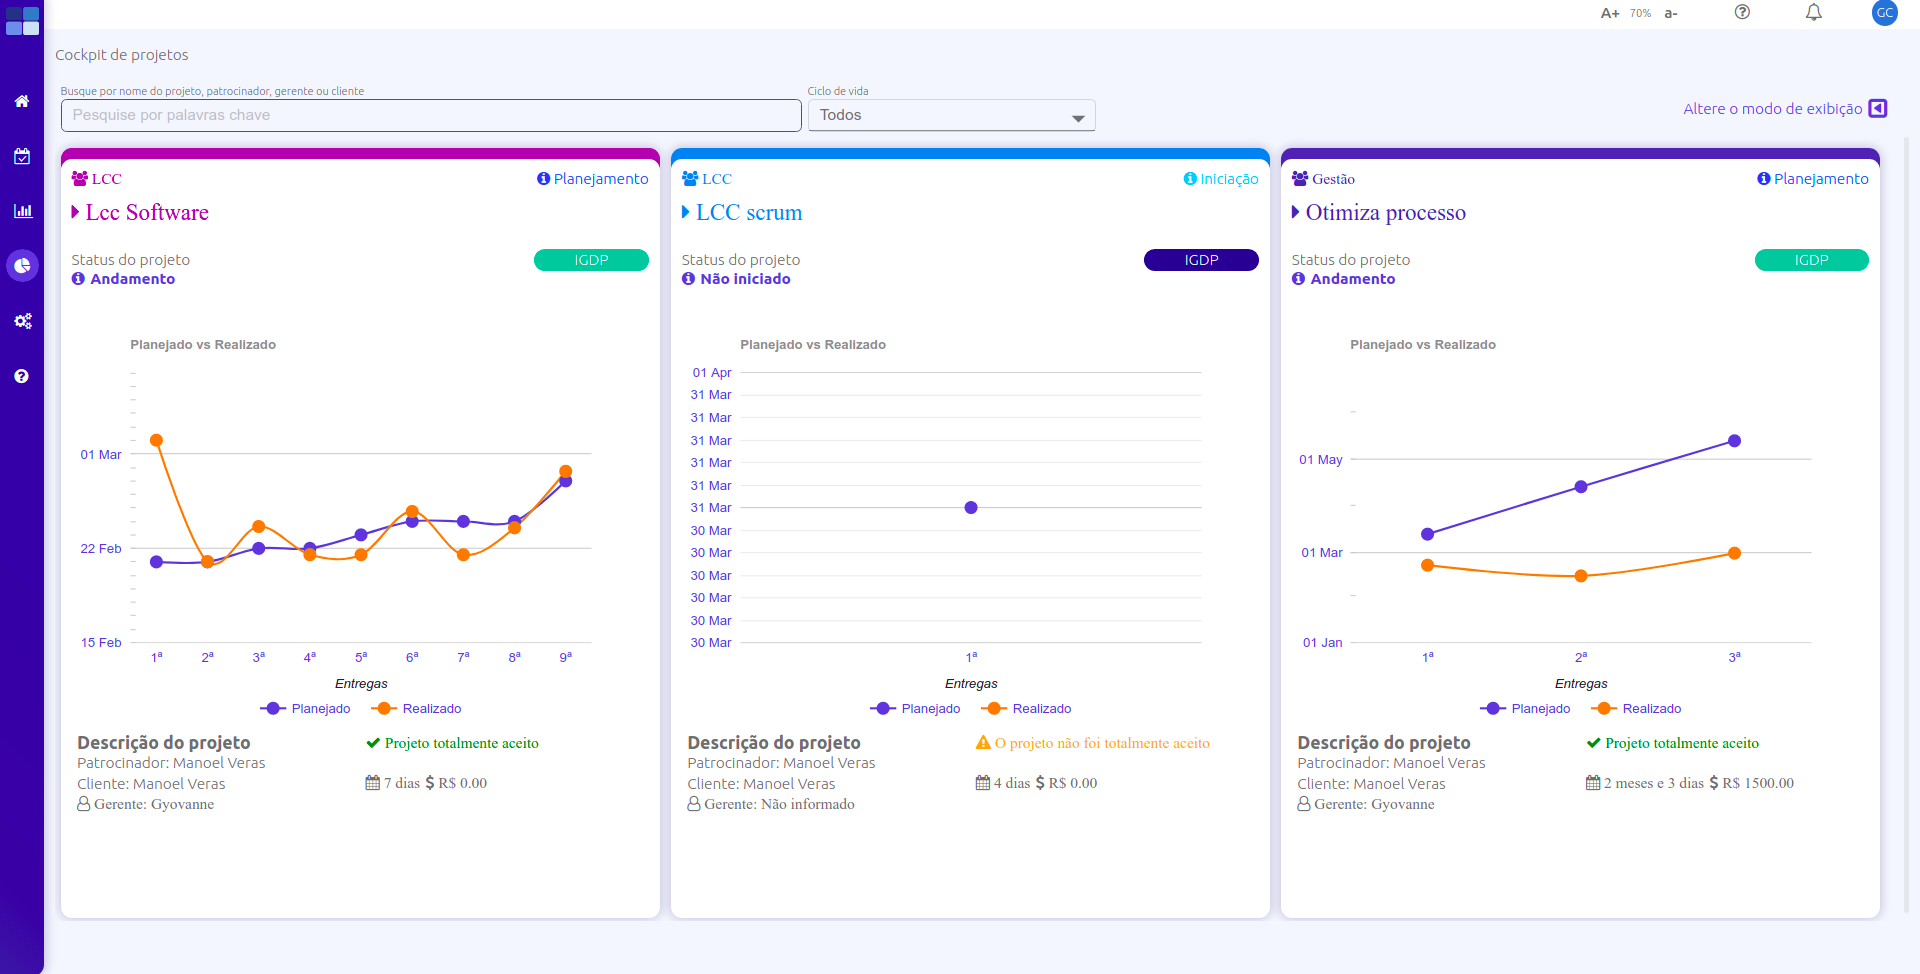 A+ 70% a- GC
Cockpit de projetos
Busque por nome do projeto, patrocinador, gerente ou cliente
Pesquise por palavras chave
Ciclo de vida
Todos
Altere o modo de exibição
LCC
Planejamento
Lcc Software
Status do projeto
IGDP
Andamento
Planejado vs Realizado
01 Mar
22 Feb
15 Feb
1ª 2ª 3ª 4ª 5ª 6ª 7ª 8ª 9ª
Entregas
Planejado Realizado
Descrição do projeto
Patrocinador: Manoel Veras
Cliente: Manoel Veras
Gerente: Gyovanne
Projeto totalmente aceito
7 dias $ R$ 0.00
LCC
Iniciação
LCC scrum
Status do projeto
IGDP
Não iniciado
Planejado vs Realizado
01 Apr
31 Mar
31 Mar
31 Mar
31 Mar
31 Mar
31 Mar
30 Mar
30 Mar
30 Mar
30 Mar
30 Mar
30 Mar
1ª
Entregas
Planejado Realizado
Descrição do projeto
Patrocinador: Manoel Veras
Cliente: Manoel Veras
Gerente: Não informado
O projeto não foi totalmente aceito
4 dias $ R$ 0.00
Gestão
Planejamento
Otimiza processo
Status do projeto
IGDP
Andamento
Planejado vs Realizado
01 May
01 Mar
01 Jan
1ª 2ª 3ª
Entregas
Planejado Realizado
Descrição do projeto
Patrocinador: Manoel Veras
Cliente: Manoel Veras
Gerente: Gyovanne
Projeto totalmente aceito
2 meses e 3 dias $ R$ 1500.00